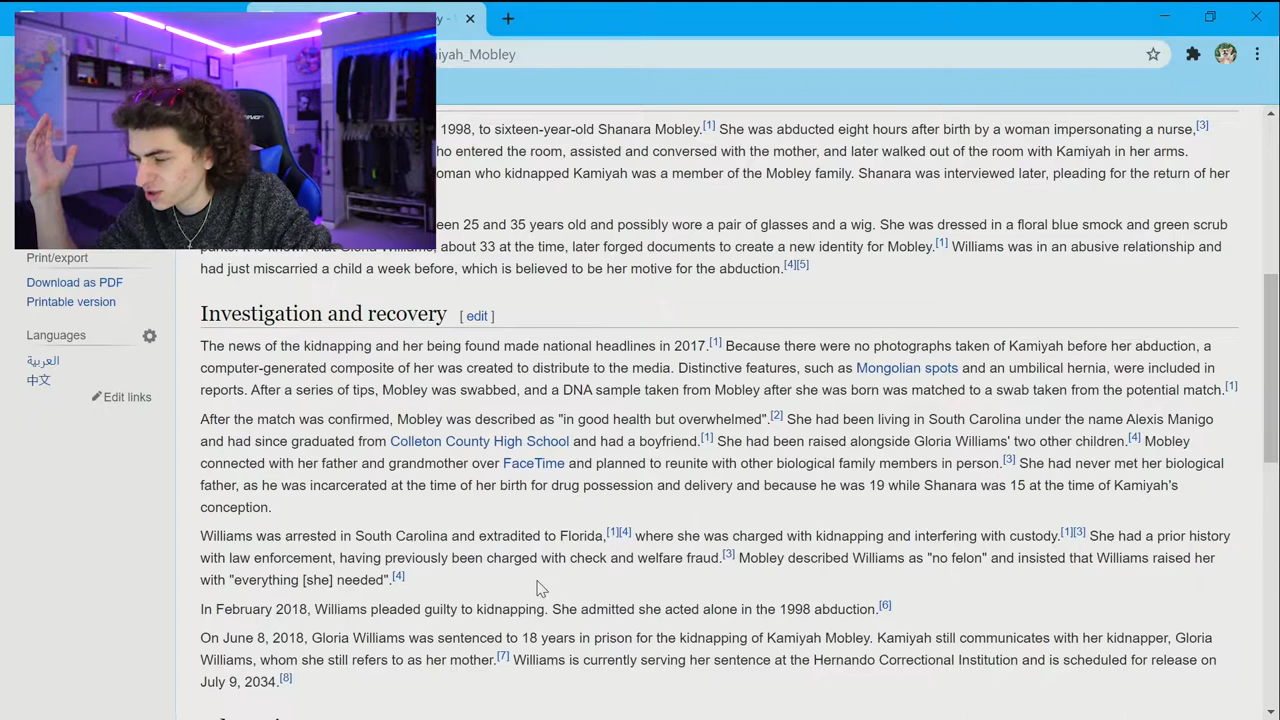 ey -
iyah_Mobley
1998, to sixteen-year-old Shanara Mobley.[1] She was abducted eight hours after birth by a woman impersonating a nurse,[3]
ho entered the room, assisted and conversed with the mother, and later walked out of the room with Kamiyah in her arms.
oman who kidnapped Kamiyah was a member of the Mobley family. Shanara was interviewed later, pleading for the return of her
een 25 and 35 years old and possibly wore a pair of glasses and a wig. She was dressed in a floral blue smock and green scrub
about 33 at the time, later forged documents to create a new identity for Mobley.[1] Williams was in an abusive relationship and
had just miscarried a child a week before, which is believed to be her motive for the abduction.[4][5]
Print/export
Download as PDF
Printable version
Languages
العربية
中文
Edit links
Investigation and recovery [ edit ]
The news of the kidnapping and her being found made national headlines in 2017.[1] Because there were no photographs taken of Kamiyah before her abduction, a
computer-generated composite of her was created to distribute to the media. Distinctive features, such as Mongolian spots and an umbilical hernia, were included in
reports. After a series of tips, Mobley was swabbed, and a DNA sample taken from Mobley after she was born was matched to a swab taken from the potential match.[1]
After the match was confirmed, Mobley was described as "in good health but overwhelmed".[2] She had been living in South Carolina under the name Alexis Manigo
and had since graduated from Colleton County High School and had a boyfriend.[1] She had been raised alongside Gloria Williams' two other children.[4] Mobley
connected with her father and grandmother over FaceTime and planned to reunite with other biological family members in person.[3] She had never met her biological
father, as he was incarcerated at the time of her birth for drug possession and delivery and because he was 19 while Shanara was 15 at the time of Kamiyah's
conception.
Williams was arrested in South Carolina and extradited to Florida,[1][4] where she was charged with kidnapping and interfering with custody.[1][3] She had a prior history
with law enforcement, having previously been charged with check and welfare fraud.[3] Mobley described Williams as "no felon" and insisted that Williams raised her
with "everything [she] needed".[4]
In February 2018, Williams pleaded guilty to kidnapping. She admitted she acted alone in the 1998 abduction.[6]
On June 8, 2018, Gloria Williams was sentenced to 18 years in prison for the kidnapping of Kamiyah Mobley. Kamiyah still communicates with her kidnapper, Gloria
Williams, whom she still refers to as her mother.[7] Williams is currently serving her sentence at the Hernando Correctional Institution and is scheduled for release on
July 9, 2034.[8]